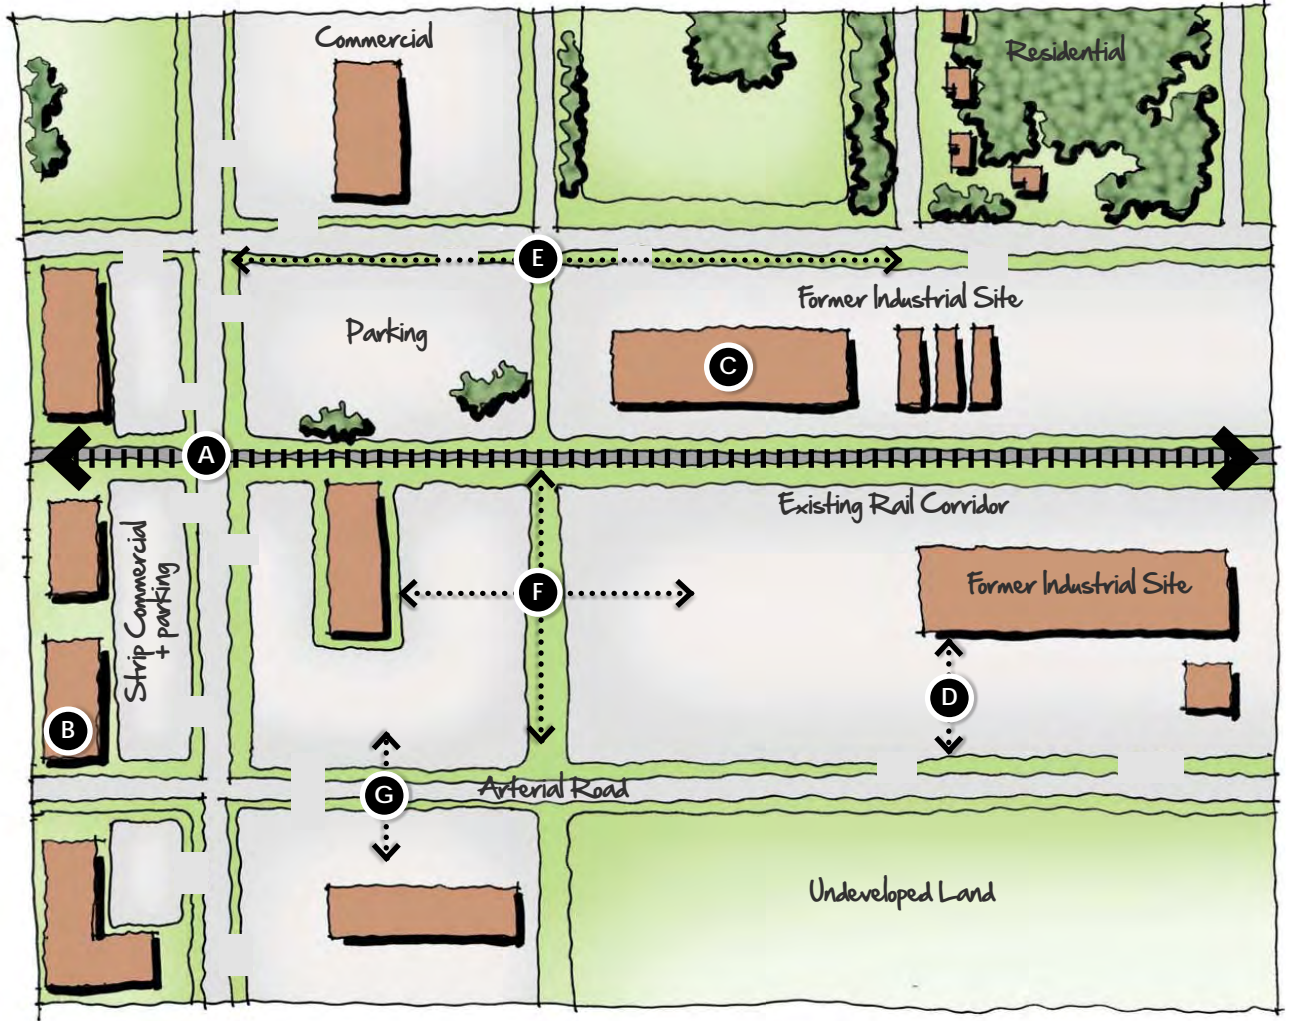 Commercial
Residential
E
Former Industrial Site
Parking
C
A
Existing Rail Corridor
Strip Commercial
+ parking
F
Former Industrial Site
D
B
G
Arterial Road
Undeveloped Land